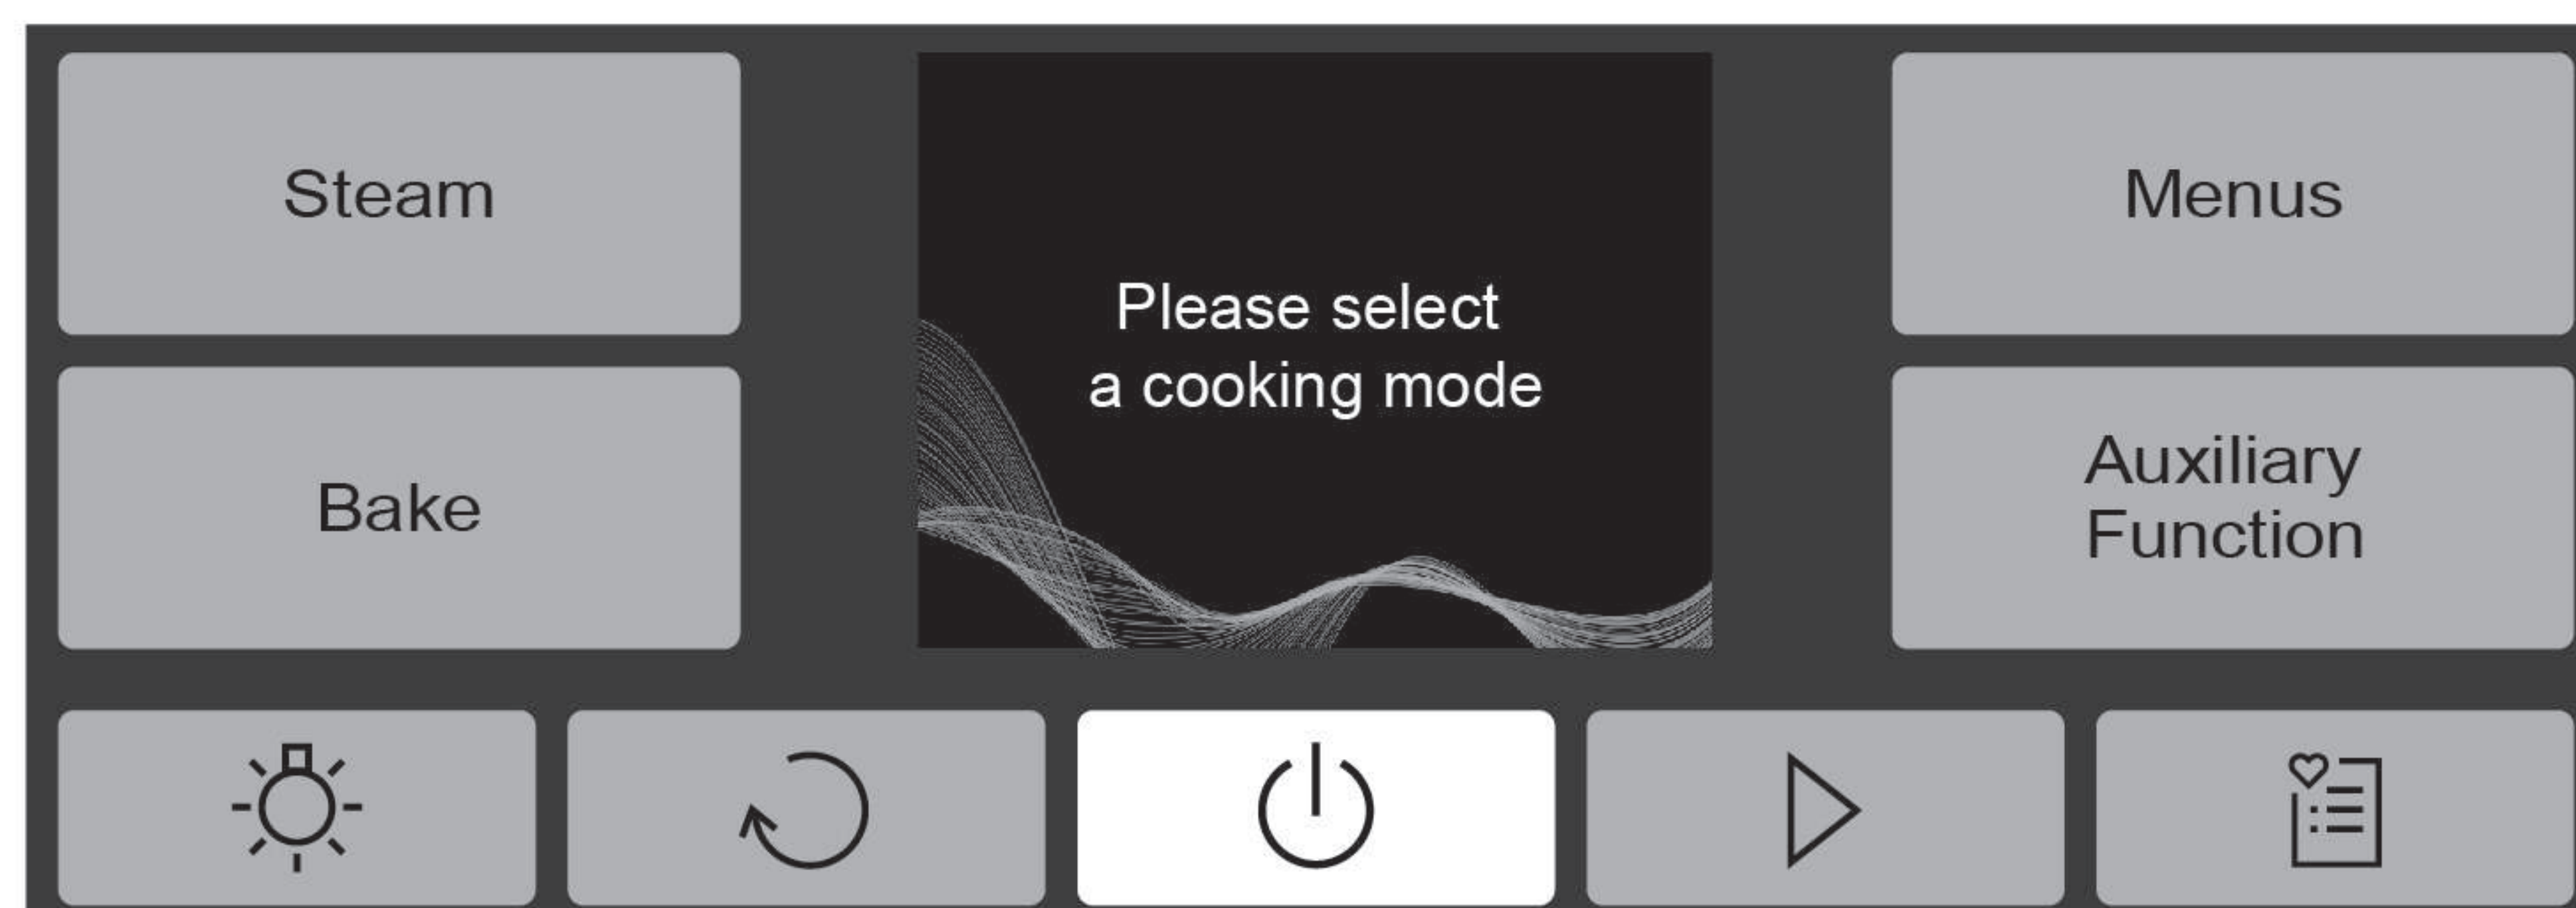 Steam
Please select
a cooking mode
Menus
Bake
Auxiliary
Function